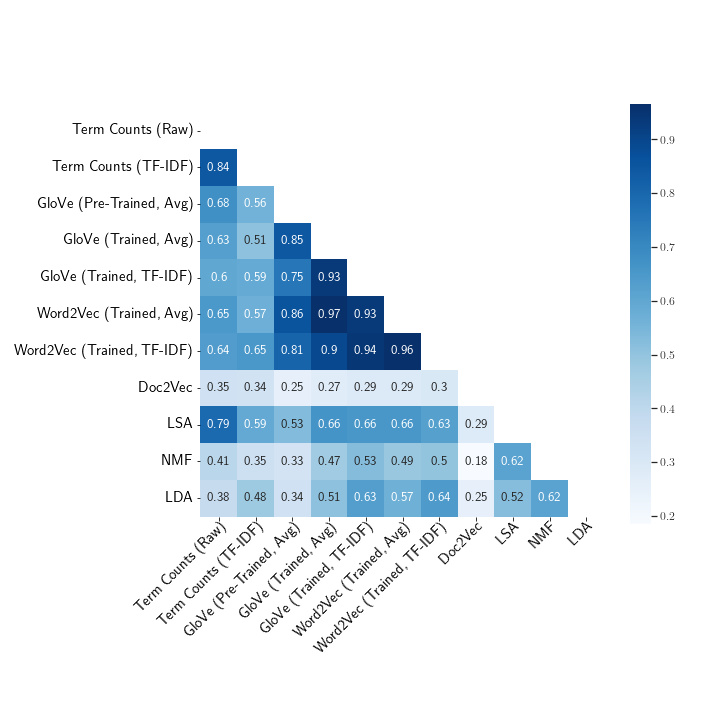 Term Counts (Raw)
Term Counts (TF-IDF) 0.84
GloVe (Pre-Trained, Avg) 0.68 0.56
GloVe (Trained, Avg) 0.63 0.51 0.85
GloVe (Trained, TF-IDF) 0.6 0.59 0.75 0.93
Word2Vec (Trained, Avg) 0.65 0.57 0.86 0.97 0.93
Word2Vec (Trained, TF-IDF) 0.64 0.65 0.81 0.9 0.94 0.96
Doc2Vec 0.35 0.34 0.25 0.27 0.29 0.29 0.3
LSA 0.79 0.59 0.53 0.66 0.66 0.66 0.63 0.29
NMF 0.41 0.35 0.33 0.47 0.53 0.49 0.5 0.18 0.62
LDA 0.38 0.48 0.34 0.51 0.63 0.57 0.64 0.25 0.52 0.62
Term Counts (Raw)
Term Counts (TF-IDF)
GloVe (Pre-Trained, Avg)
GloVe (Trained, Avg)
GloVe (Trained, TF-IDF)
Word2Vec (Trained, Avg)
Word2Vec (Trained, TF-IDF)
Doc2Vec
LSA
NMF
LDA
0.9
0.8
0.7
0.6
0.5
0.4
0.3
0.2